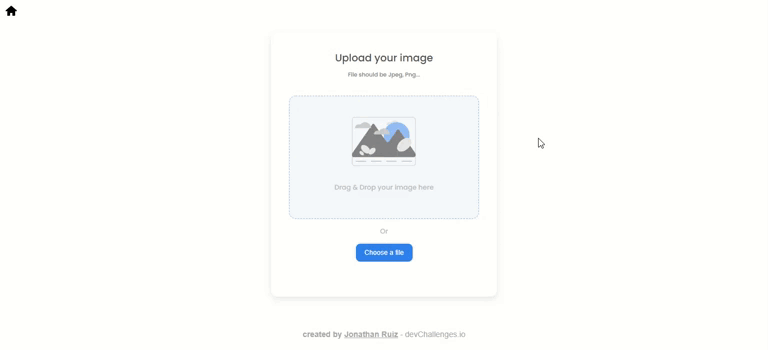 Upload your image
File should be Jpeg, Png...
Drag & Drop your image here
Or
Choose a file
created by Jonathan Ruiz - devChallenges.io